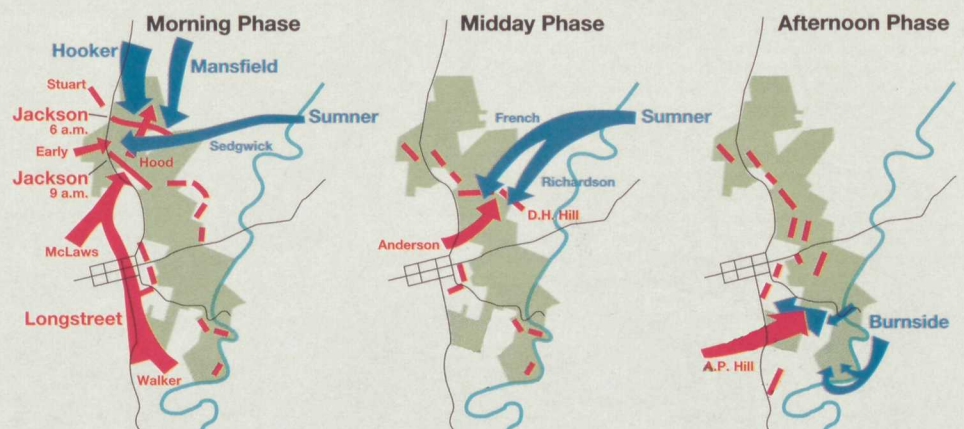 Morning Phase
Hooker
Mansfield
Stuart
Jackson
6 a.m.
Sumner
Early
Sedgwick
Hood
Jackson
9 a.m.
McLaws
Longstreet
Walker
Midday Phase
French
Sumner
Richardson
D.H. Hill
Anderson
Afternoon Phase
Burnside
A.P. Hill